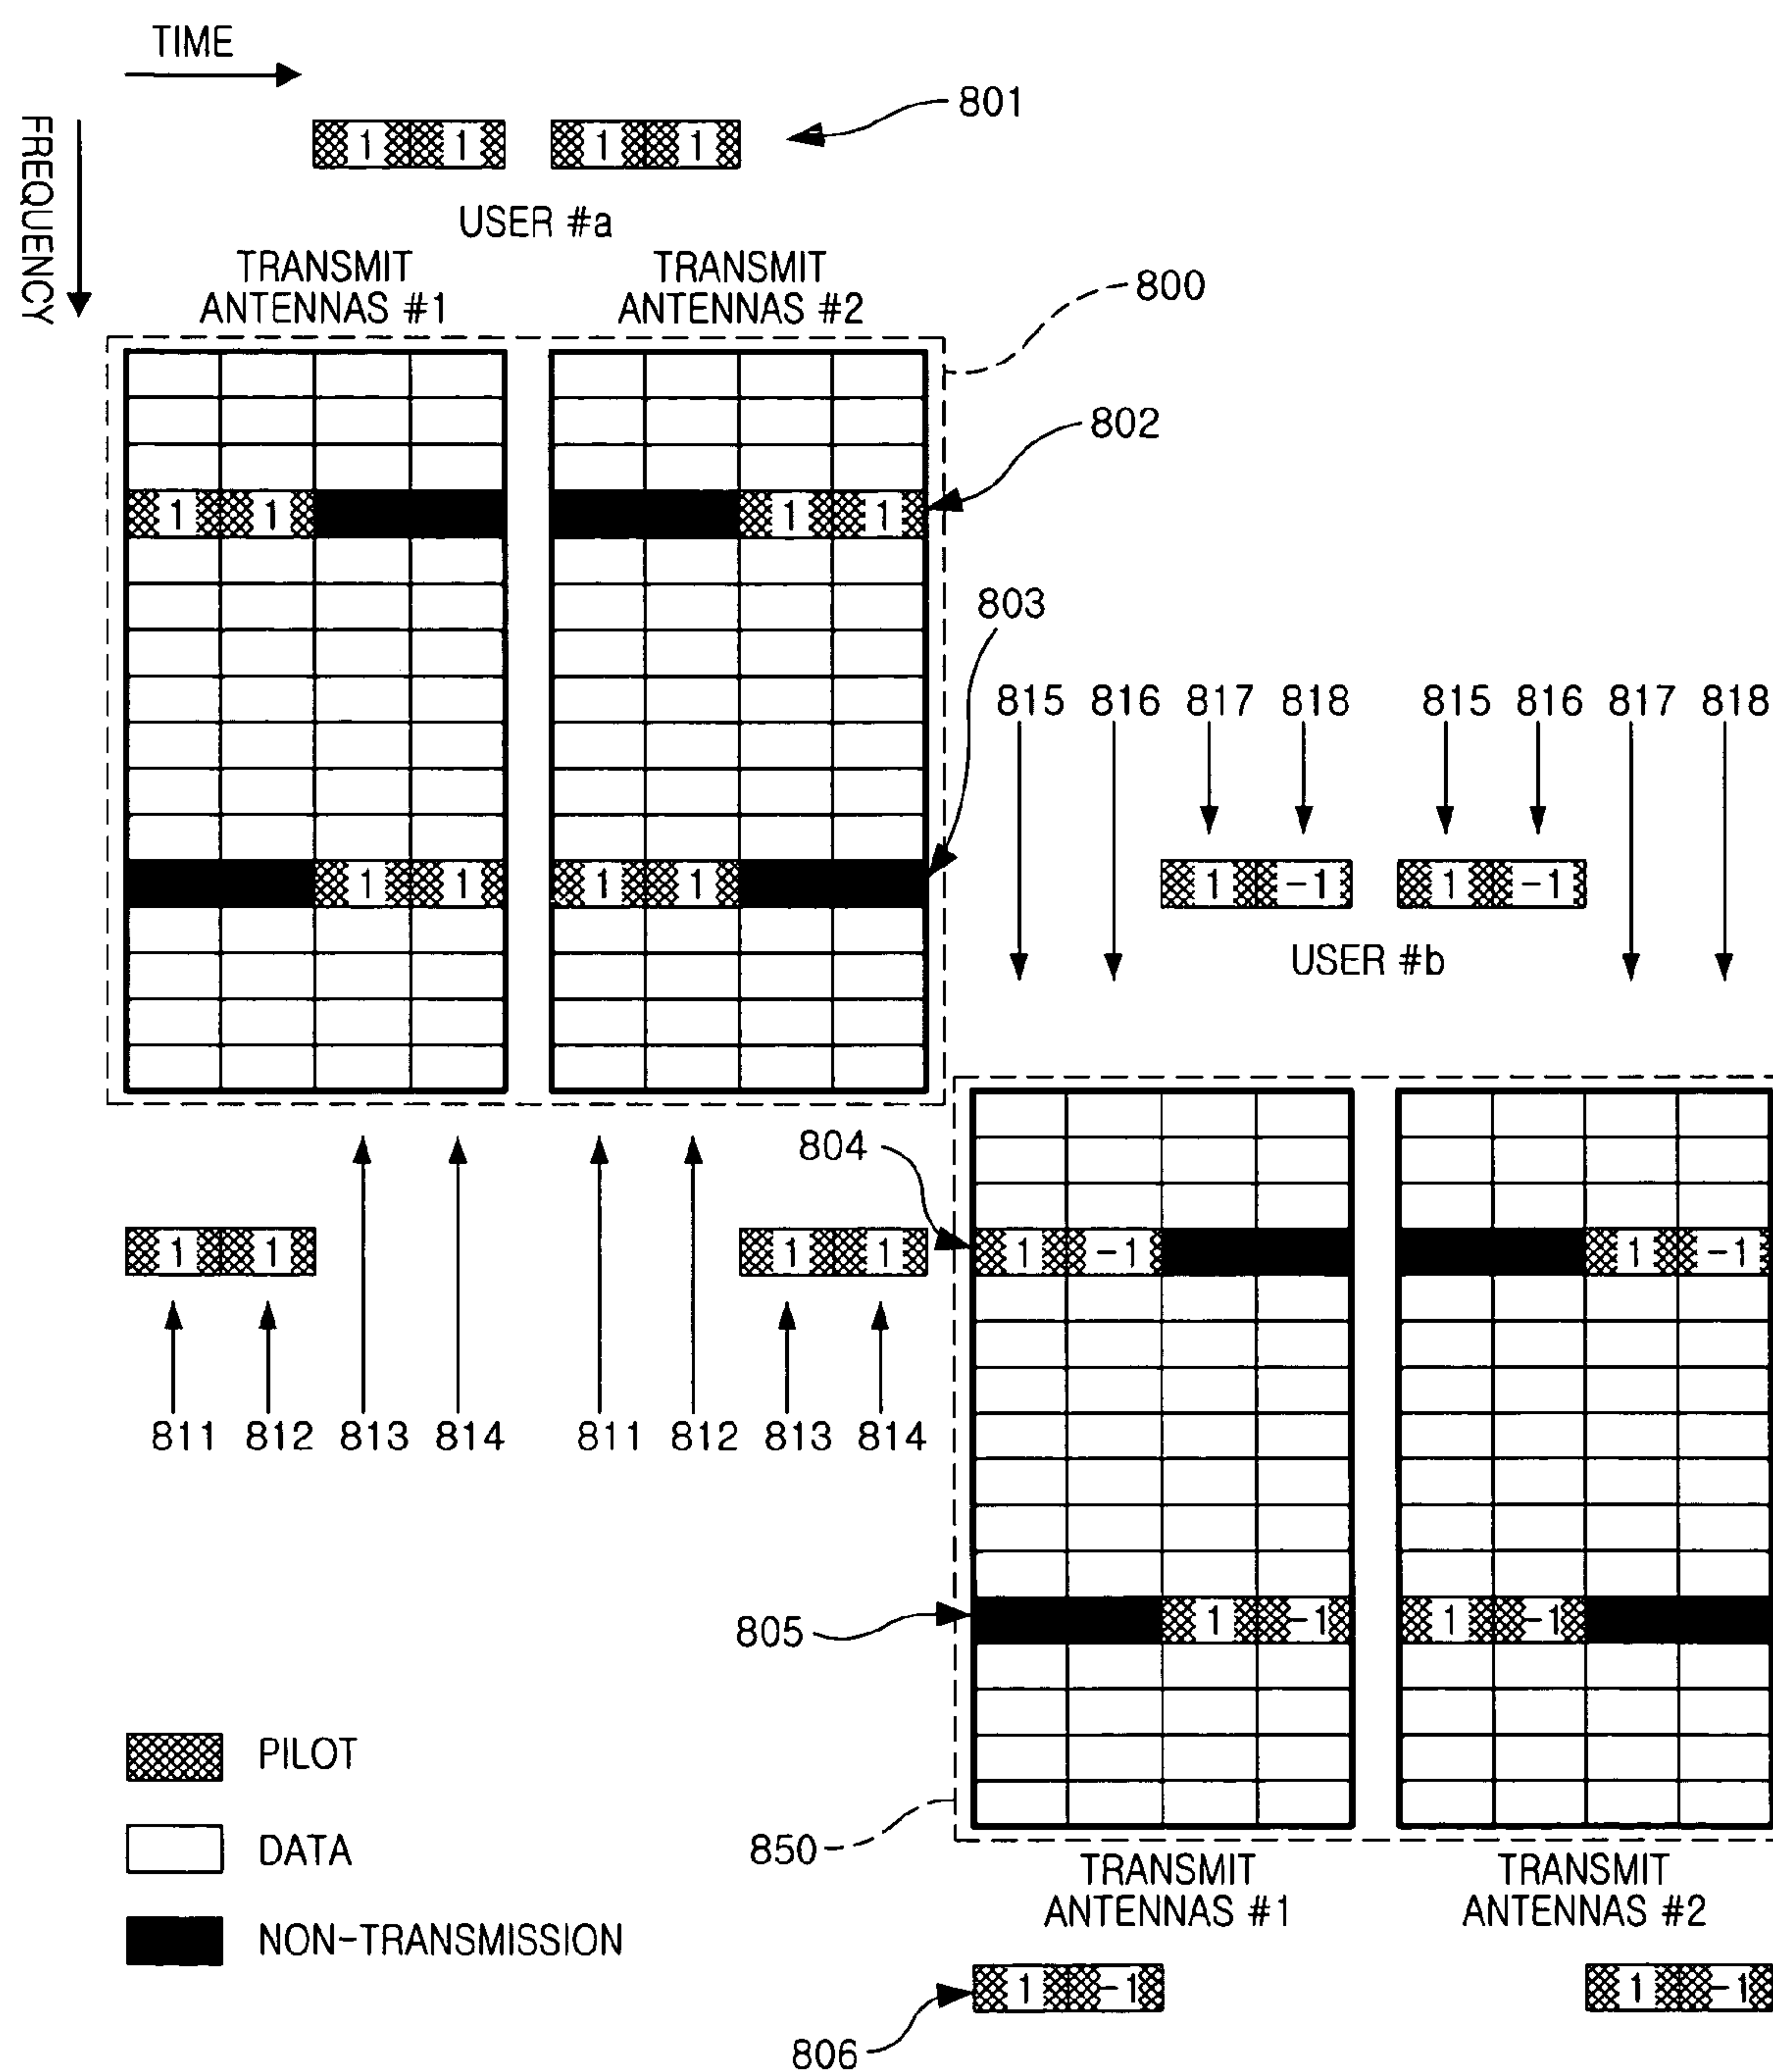 TIME
FREQUENCY
1 1 1 1
801
USER #a
TRANSMIT ANTENNAS #1
TRANSMIT ANTENNAS #2
800
802
1 1 1 1
803
1 1 1 1
815 816 817 818 815 816 817 818
1 -1 1 -1
USER #b
804
1 1 1 1
1 -1 1 -1
811 812 813 814 811 812 813 814
805
1 -1 1 -1
PILOT
DATA
NON-TRANSMISSION
850
TRANSMIT ANTENNAS #1
TRANSMIT ANTENNAS #2
1 -1 1 -1
806